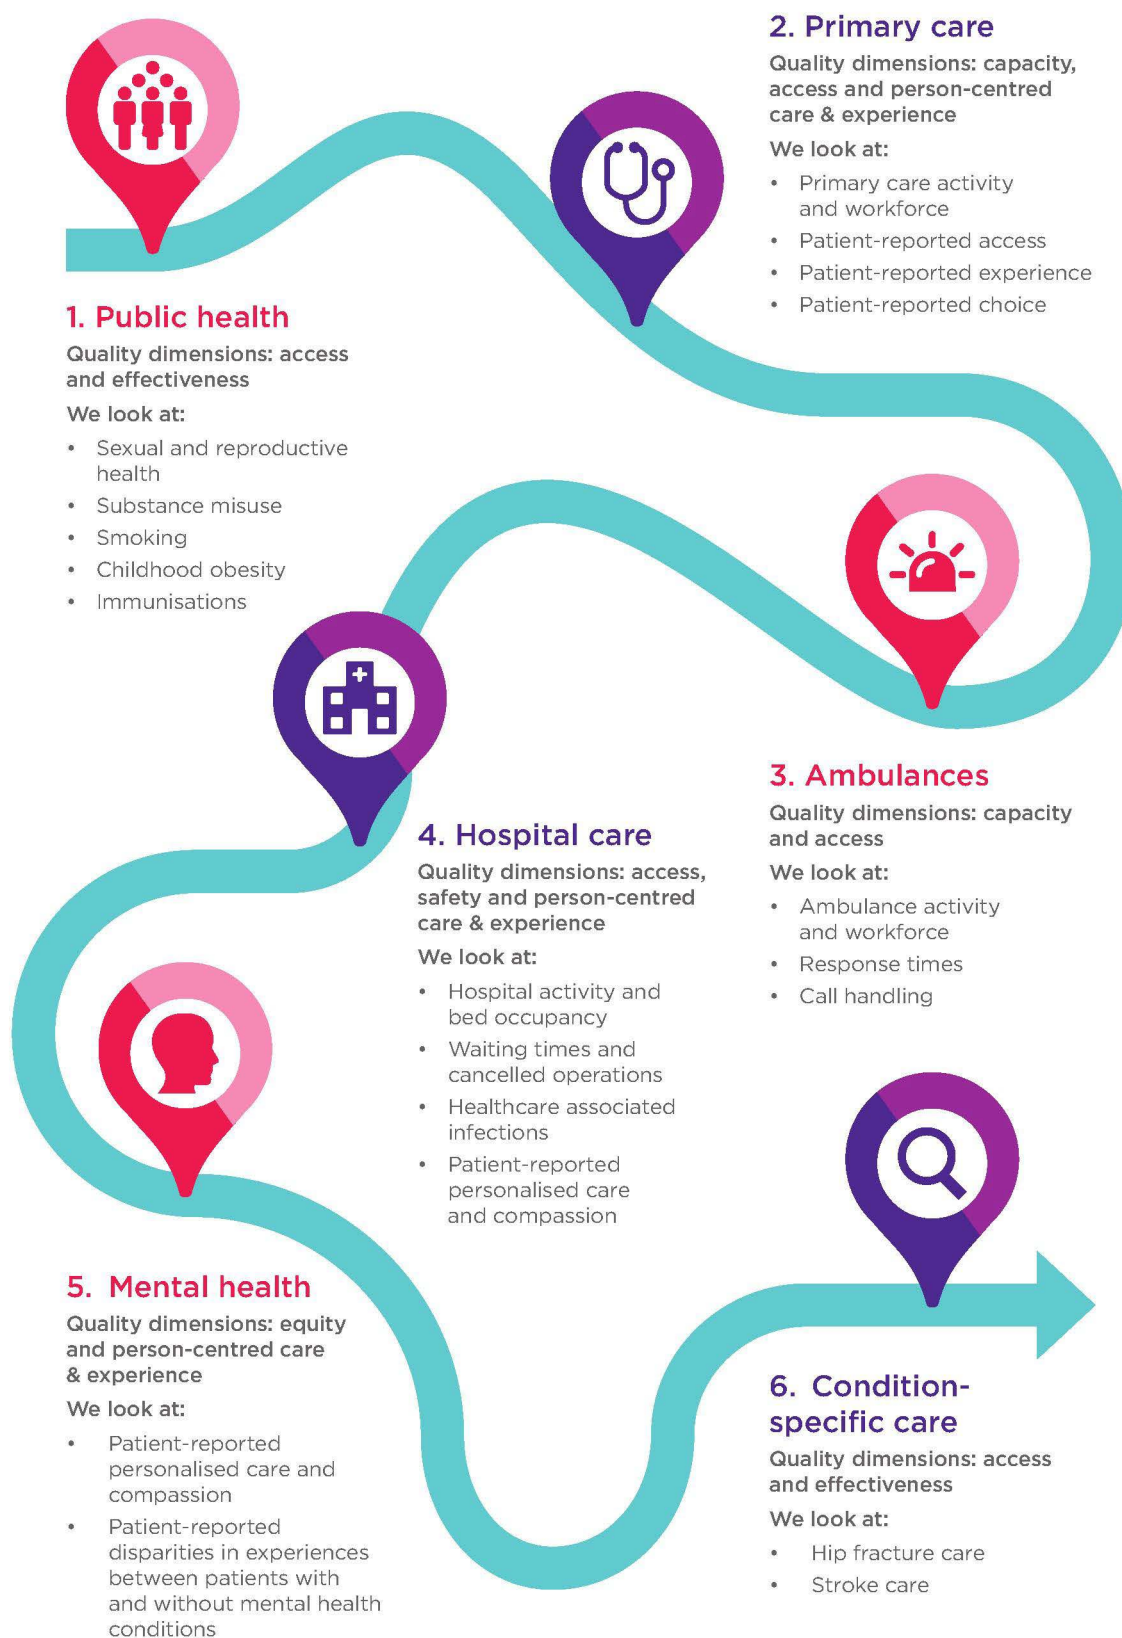 1. Public health
Quality dimensions: access
and effectiveness
We look at:
• Sexual and reproductive
health
• Substance misuse
• Smoking
• Childhood obesity
• Immunisations
2. Primary care
Quality dimensions: capacity,
access and person-centred
care & experience
We look at:
• Primary care activity
and workforce
• Patient-reported access
• Patient-reported experience
• Patient-reported choice
3. Ambulances
Quality dimensions: capacity
and access
We look at:
• Ambulance activity
and workforce
• Response times
• Call handling
4. Hospital care
Quality dimensions: access,
safety and person-centred
care & experience
We look at:
• Hospital activity and
bed occupancy
• Waiting times and
cancelled operations
• Healthcare associated
infections
• Patient-reported
personalised care
and compassion
5. Mental health
Quality dimensions: equity
and person-centred care
& experience
We look at:
• Patient-reported
personalised care and
compassion
• Patient-reported
disparities in experiences
between patients with
and without mental health
conditions
6. Condition-
specific care
Quality dimensions: access
and effectiveness
We look at:
• Hip fracture care
• Stroke care